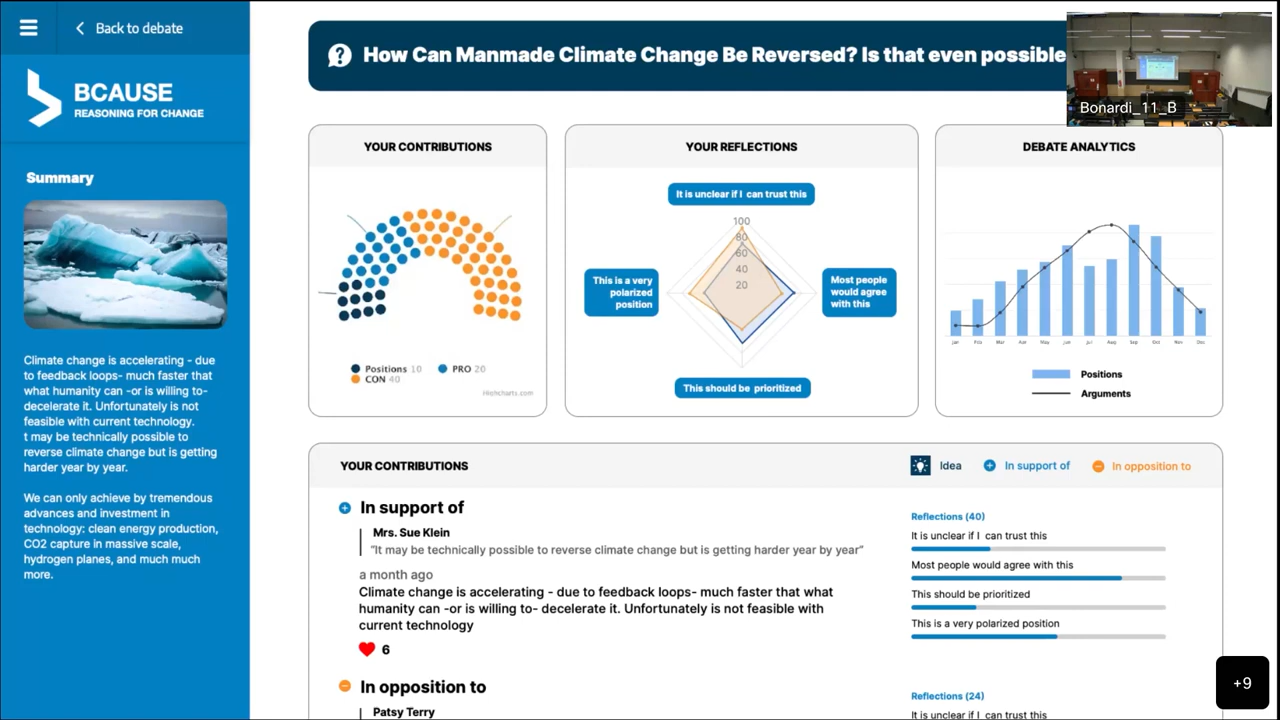 Back to debate
BCAUSE
REASONING FOR CHANGE
Summary
Climate change is accelerating - due
to feedback loops- much faster that
what humanity can -or is willing to-
decelerate it. Unfortunately is not
feasible with current technology.
t may be technically possible to
reverse climate change but is getting
harder year by year.
We can only achieve by tremendous
advances and investment in
technology: clean energy production,
CO2 capture in massive scale,
hydrogen planes, and much much
more.
How Can Manmade Climate Change Be Reversed? Is that even possible
Bonardi_11_B
YOUR CONTRIBUTIONS
Positions 10
PRO 20
CON 40
Highcharts.com
YOUR REFLECTIONS
It is unclear if I can trust this
100
80
60
40
20
This is a very
polarized
position
Most people
would agree
with this
This should be prioritized
DEBATE ANALYTICS
Jan Feb Mar Apr May Jun Jul Aug Sep Oct Nov Dec
Positions
Arguments
YOUR CONTRIBUTIONS
Idea
In support of
In opposition to
In support of
Mrs. Sue Klein
“It may be technically possible to reverse climate change but is getting harder year by year”
a month ago
Climate change is accelerating - due to feedback loops- much faster that what
humanity can -or is willing to- decelerate it. Unfortunately is not feasible with
current technology
6
Reflections (40)
It is unclear if I can trust this
Most people would agree with this
This should be prioritized
This is a very polarized position
In opposition to
Patsy Terry
Reflections (24)
It is unclear if I can trust this
+9